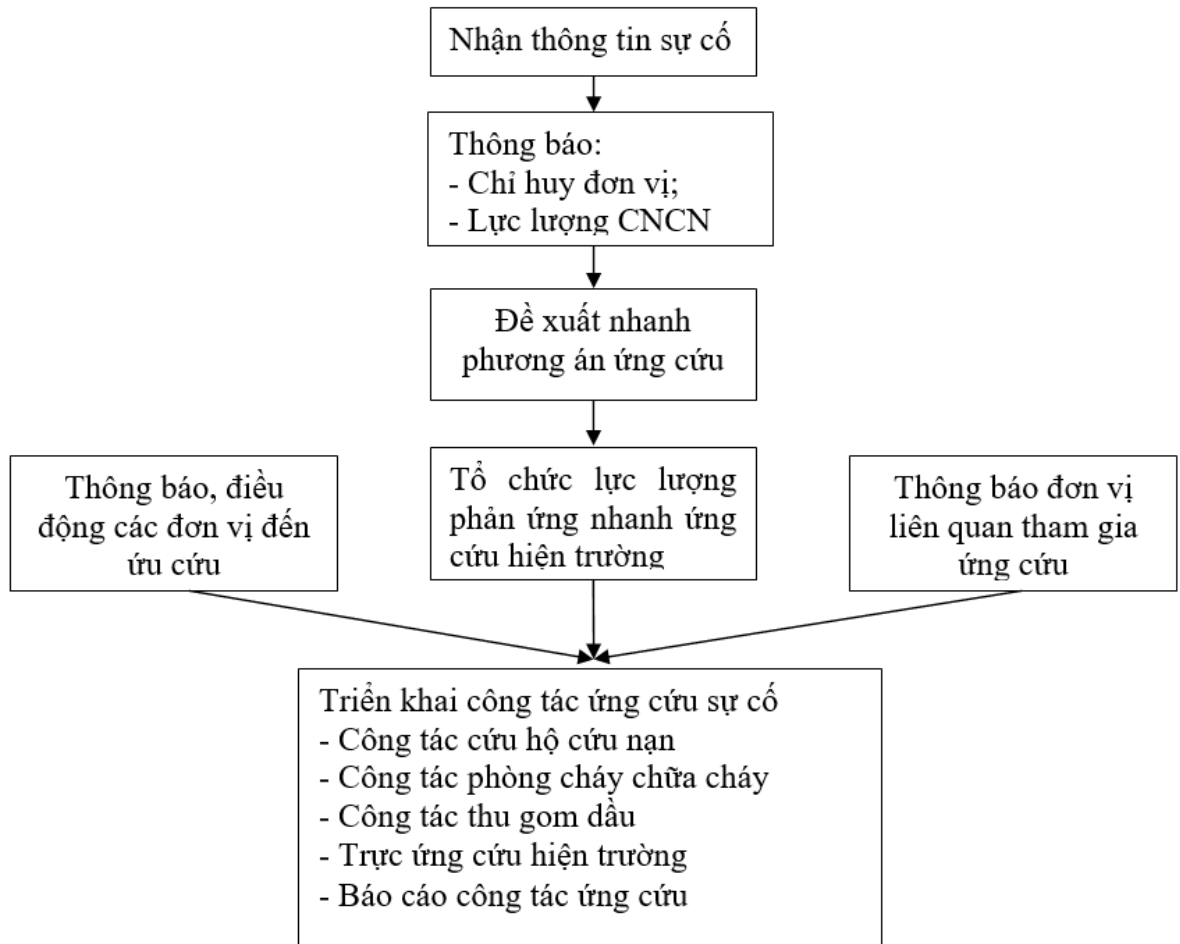 Nhận thông tin sự cố
Thông báo:
- Chỉ huy đơn vị;
- Lực lượng CNCN
Đề xuất nhanh
phương án ứng cứu
Thông báo, điều
động các đơn vị đến
ứu cứu
Tổ chức lực lượng
phản ứng nhanh ứng
cứu hiện trường
Thông báo đơn vị
liên quan tham gia
ứng cứu
Triển khai công tác ứng cứu sự cố
- Công tác cứu hộ cứu nạn
- Công tác phòng cháy chữa cháy
- Công tác thu gom dầu
- Trực ứng cứu hiện trường
- Báo cáo công tác ứng cứu